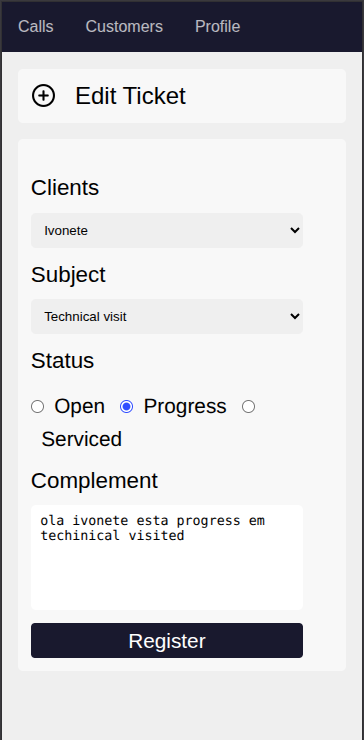 Calls Customers Profile
Edit Ticket
Clients
Ivonete
Subject
Technical visit
Status
Open Progress
Serviced
Complement
ola ivonete esta progress em
techinical visited
Register